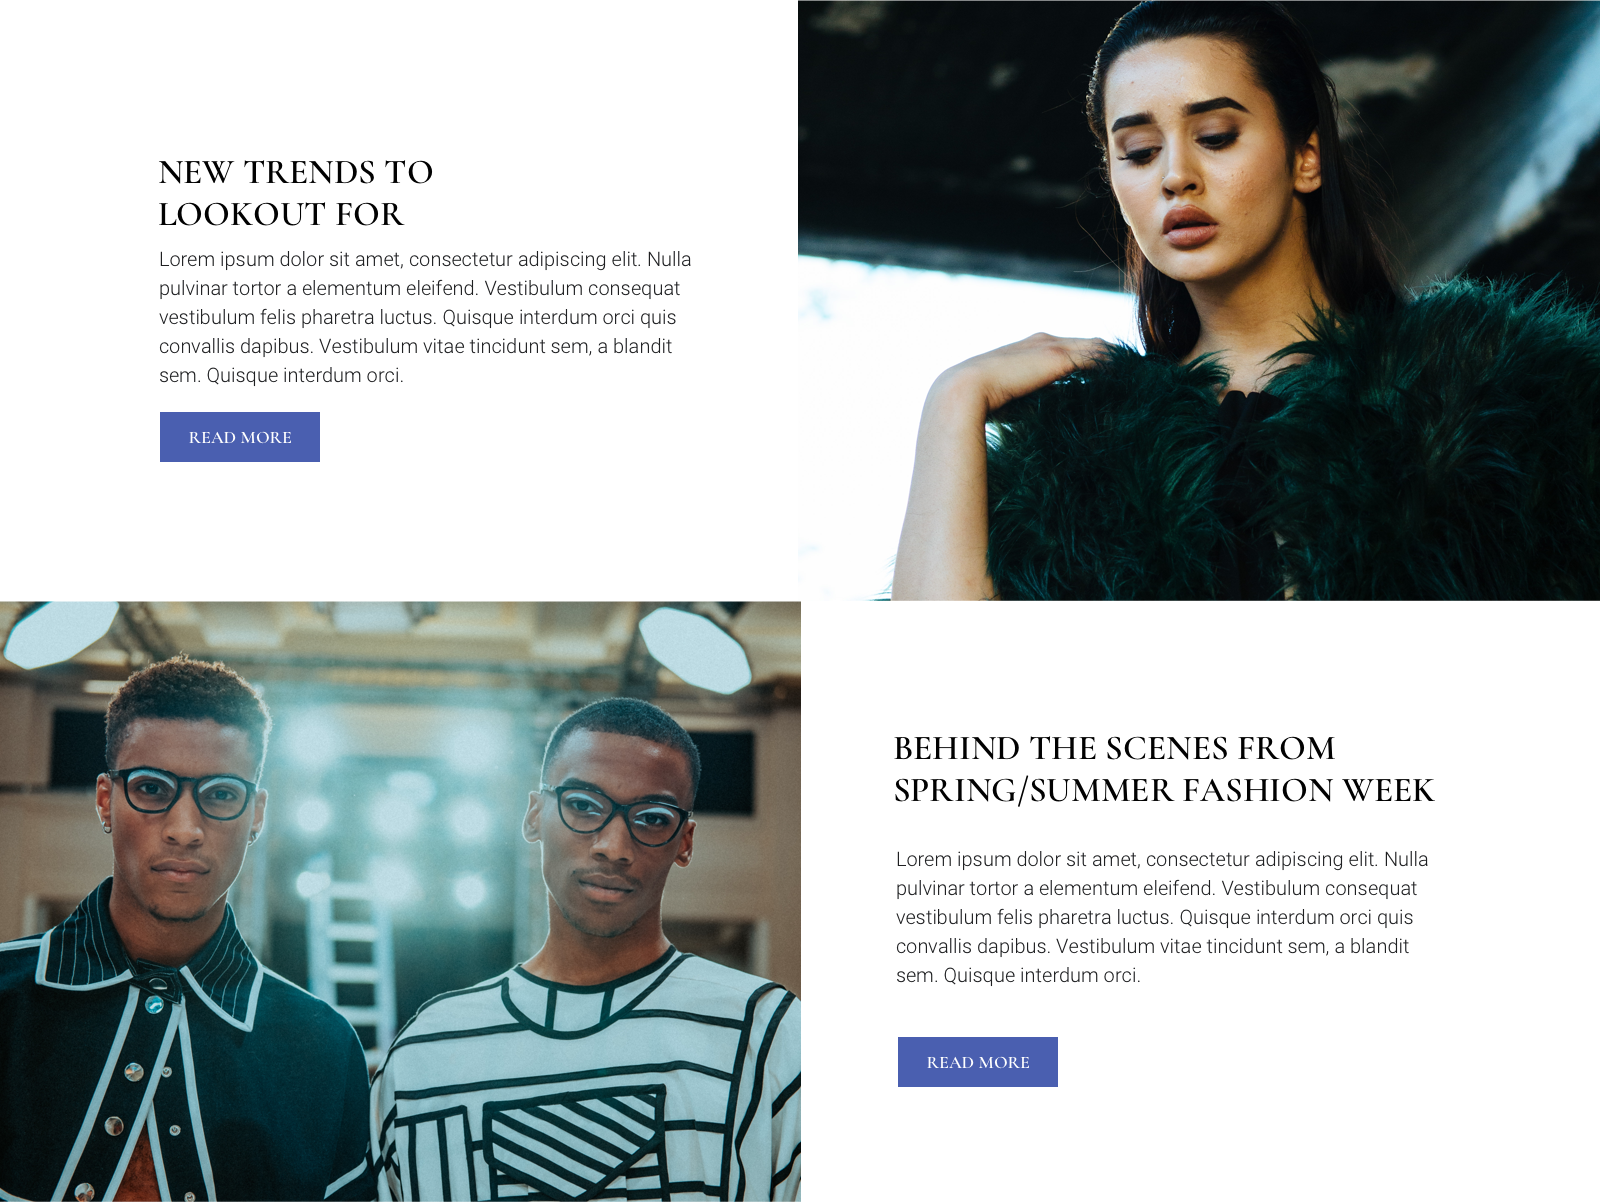 NEW TRENDS TO
LOOKOUT FOR
Lorem ipsum dolor sit amet, consectetur adipiscing elit. Nulla
pulvinar tortor a elementum eleifend. Vestibulum consequat
vestibulum felis pharetra luctus. Quisque interdum orci quis
convallis dapibus. Vestibulum vitae tincidunt sem, a blandit
sem. Quisque interdum orci.
READ MORE
BEHIND THE SCENES FROM
SPRING/SUMMER FASHION WEEK
Lorem ipsum dolor sit amet, consectetur adipiscing elit. Nulla
pulvinar tortor a elementum eleifend. Vestibulum consequat
vestibulum felis pharetra luctus. Quisque interdum orci quis
convallis dapibus. Vestibulum vitae tincidunt sem, a blandit
sem. Quisque interdum orci.
READ MORE